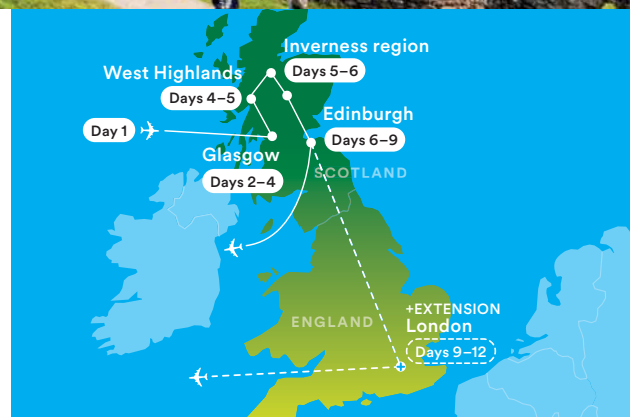 Inverness region
Days 5–6
West Highlands
Days 4–5
Edinburgh
Days 6–9
Day 1
Glasgow
Days 2–4
SCOTLAND
ENGLAND
+EXTENSION
London
Days 9–12